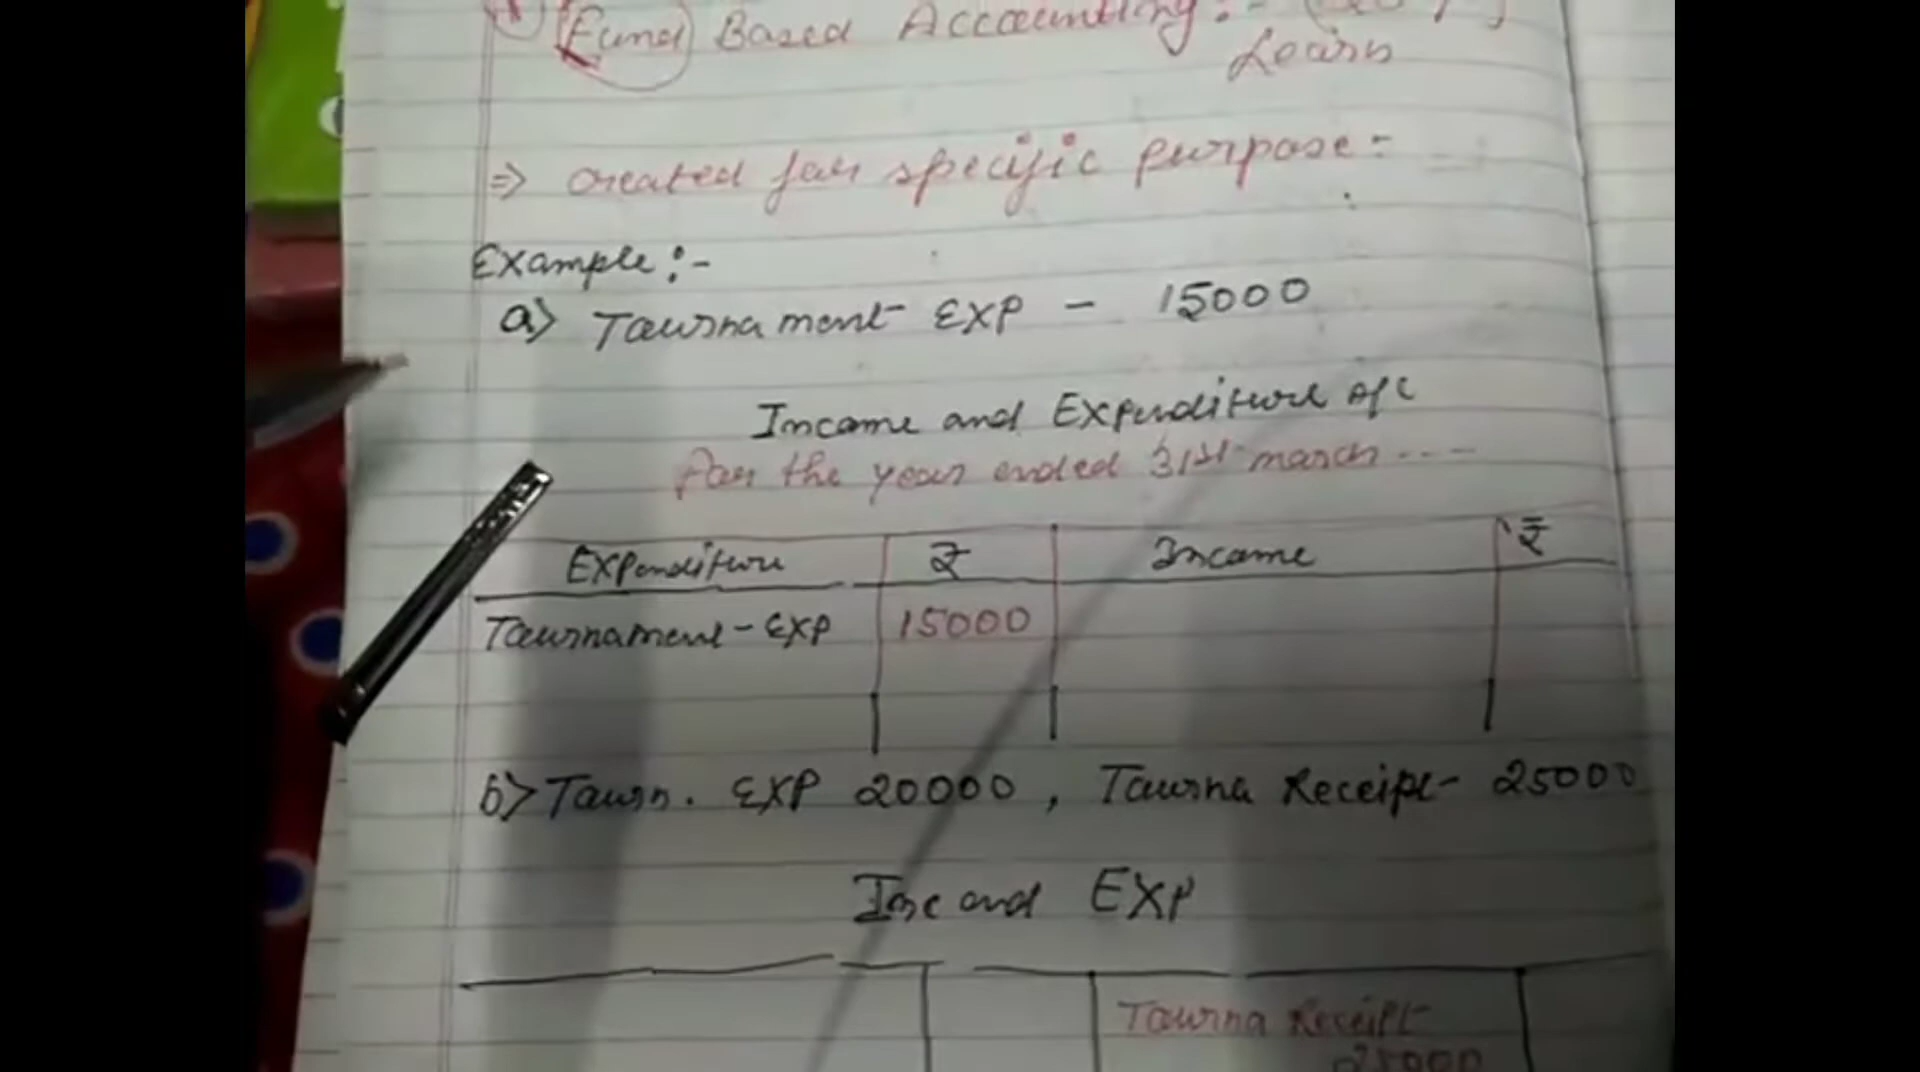 Fund Based Accounting:-
Learn
⇒ created for specific purpose:-
Example:-
a) Tournament EXP - 15000
Income and Expenditure A/c
For the year ended 31st march ----
Expenditure ₹ Income ₹
Tournament-EXP 15000
b) Tourn. EXP 20000, Tourna Receipt- 25000
Inc and EXP
Tourna Receipt
25000